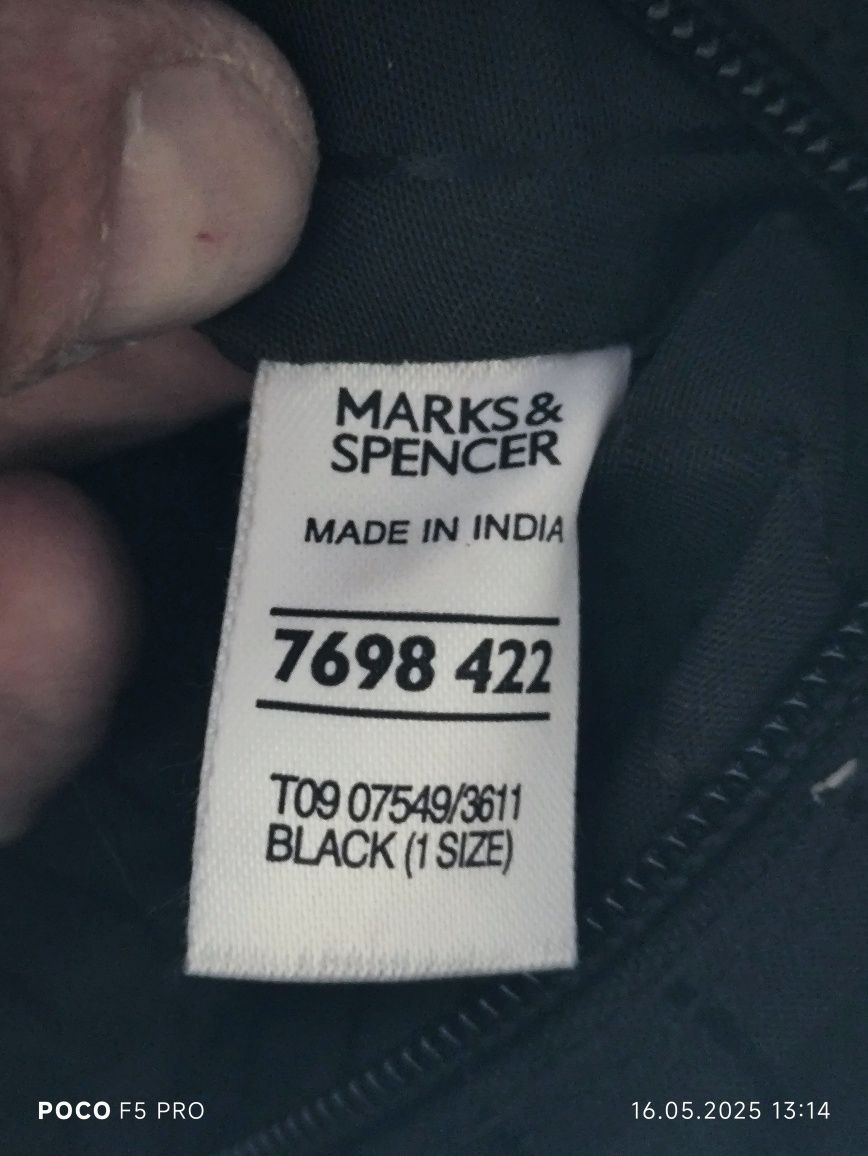 MARKS&
SPENCER
MADE IN INDIA
7698 422
T09 07549/3611
BLACK (1 SIZE)
POCO F5 PRO
16.05.2025 13:14